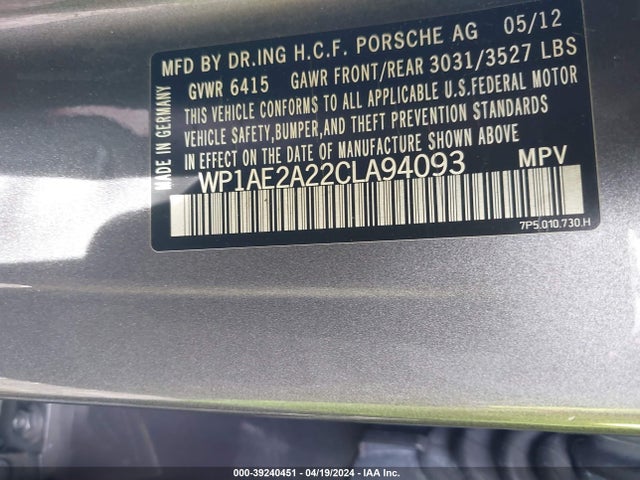 MFD BY DR.ING H.C.F. PORSCHE AG 05/12
GVWR 6415 GAWR FRONT/REAR 3031/3527 LBS
THIS VEHICLE CONFORMS TO ALL APPLICABLE U.S.FEDERAL MOTOR
VEHICLE SAFETY,BUMPER,AND THEFT PREVENTION STANDARDS
IN EFFECT ON THE DATE OF MANUFACTURE SHOWN ABOVE
MADE IN GERMANY
WP1AE2A22CLA94093 MPV
7P5.010.730.H
000-39240451 - 04/19/2024 - IAA Inc.